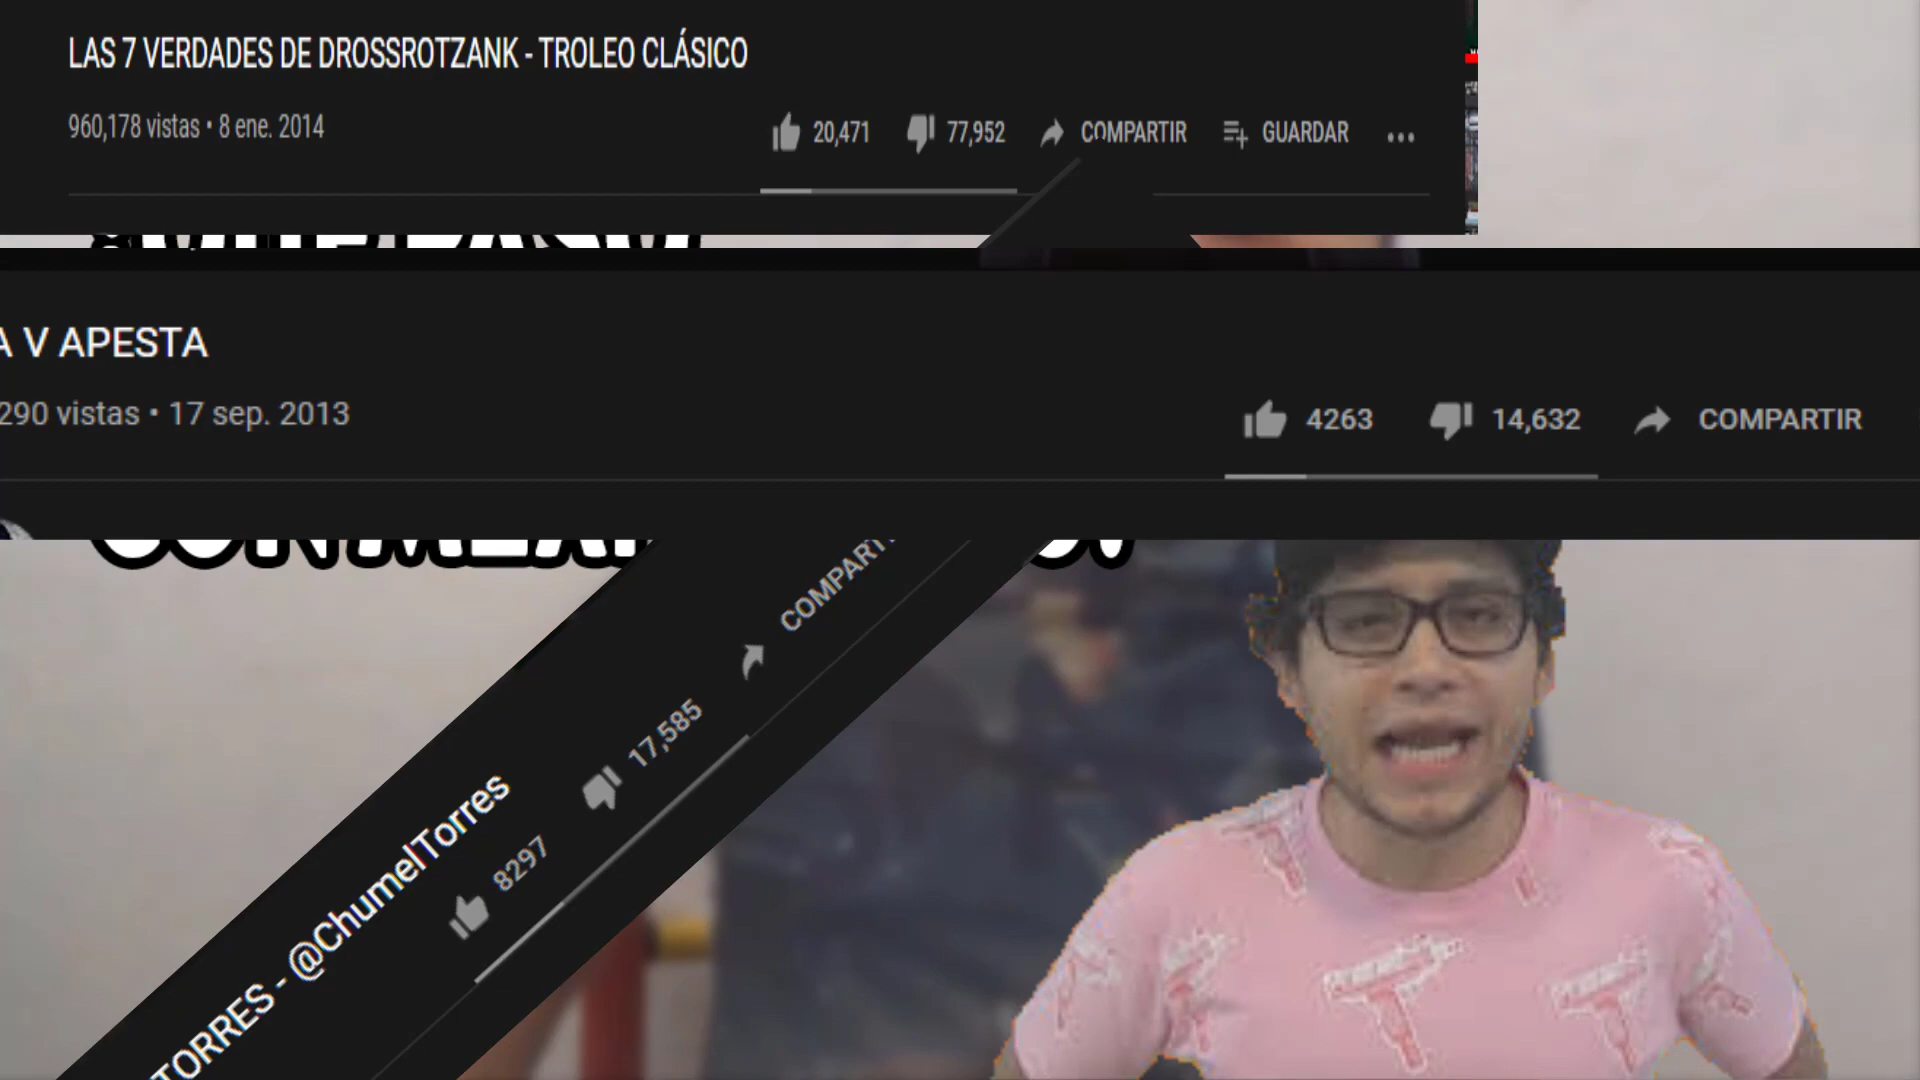 LAS 7 VERDADES DE DROSSROTZANK - TROLEO CLÁSICO
960,178 vistas • 8 ene. 2014
20,471 77,952 COMPARTIR GUARDAR
A V APESTA
290 vistas • 17 sep. 2013
4263 14,632 COMPARTIR
TORRES - @ChumelTorres
8297 17,585 COMPARTI